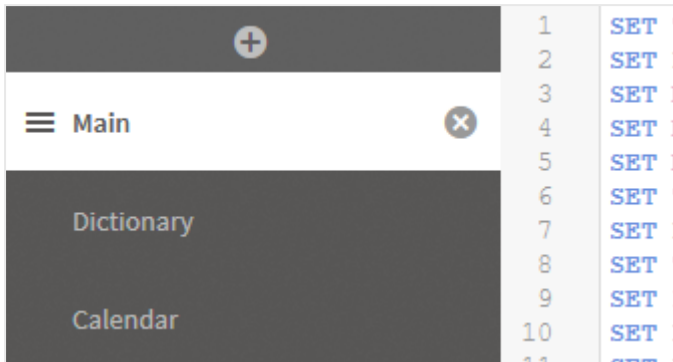 Main
Dictionary
Calendar
1 SET
2 SET
3 SET
4 SET
5 SET
6 SET
7 SET
8 SET
9 SET
10 SET